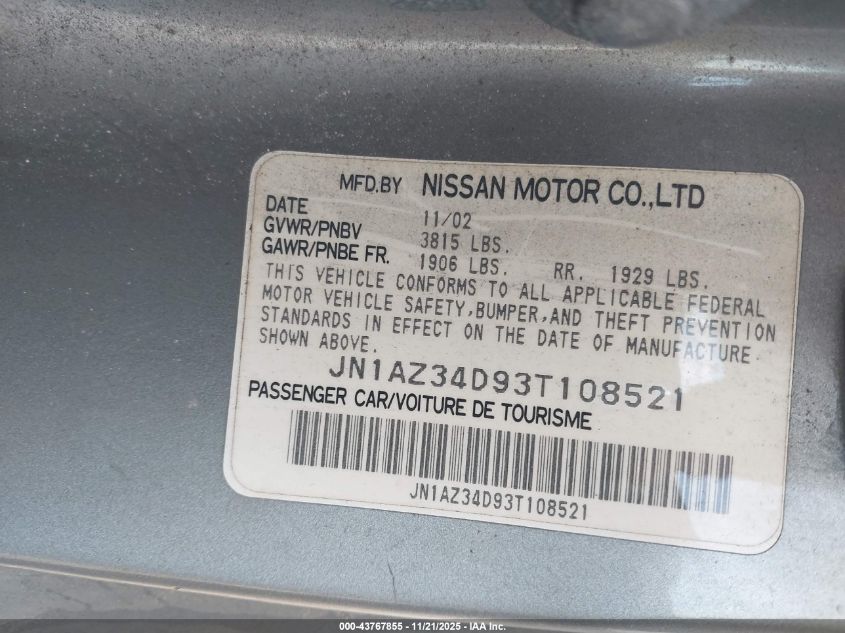 MFD.BY NISSAN MOTOR CO.,LTD
DATE 11/02
GVWR/PNBV 3815 LBS.
GAWR/PNBE FR. 1906 LBS. RR. 1929 LBS.
THIS VEHICLE CONFORMS TO ALL APPLICABLE FEDERAL
MOTOR VEHICLE SAFETY,BUMPER,AND THEFT PREVENTION
STANDARDS IN EFFECT ON THE DATE OF MANUFACTURE
SHOWN ABOVE.
JN1AZ34D93T108521
PASSENGER CAR/VOITURE DE TOURISME
JN1AZ34D93T108521
000-43767855 - 11/21/2025 - IAA Inc.